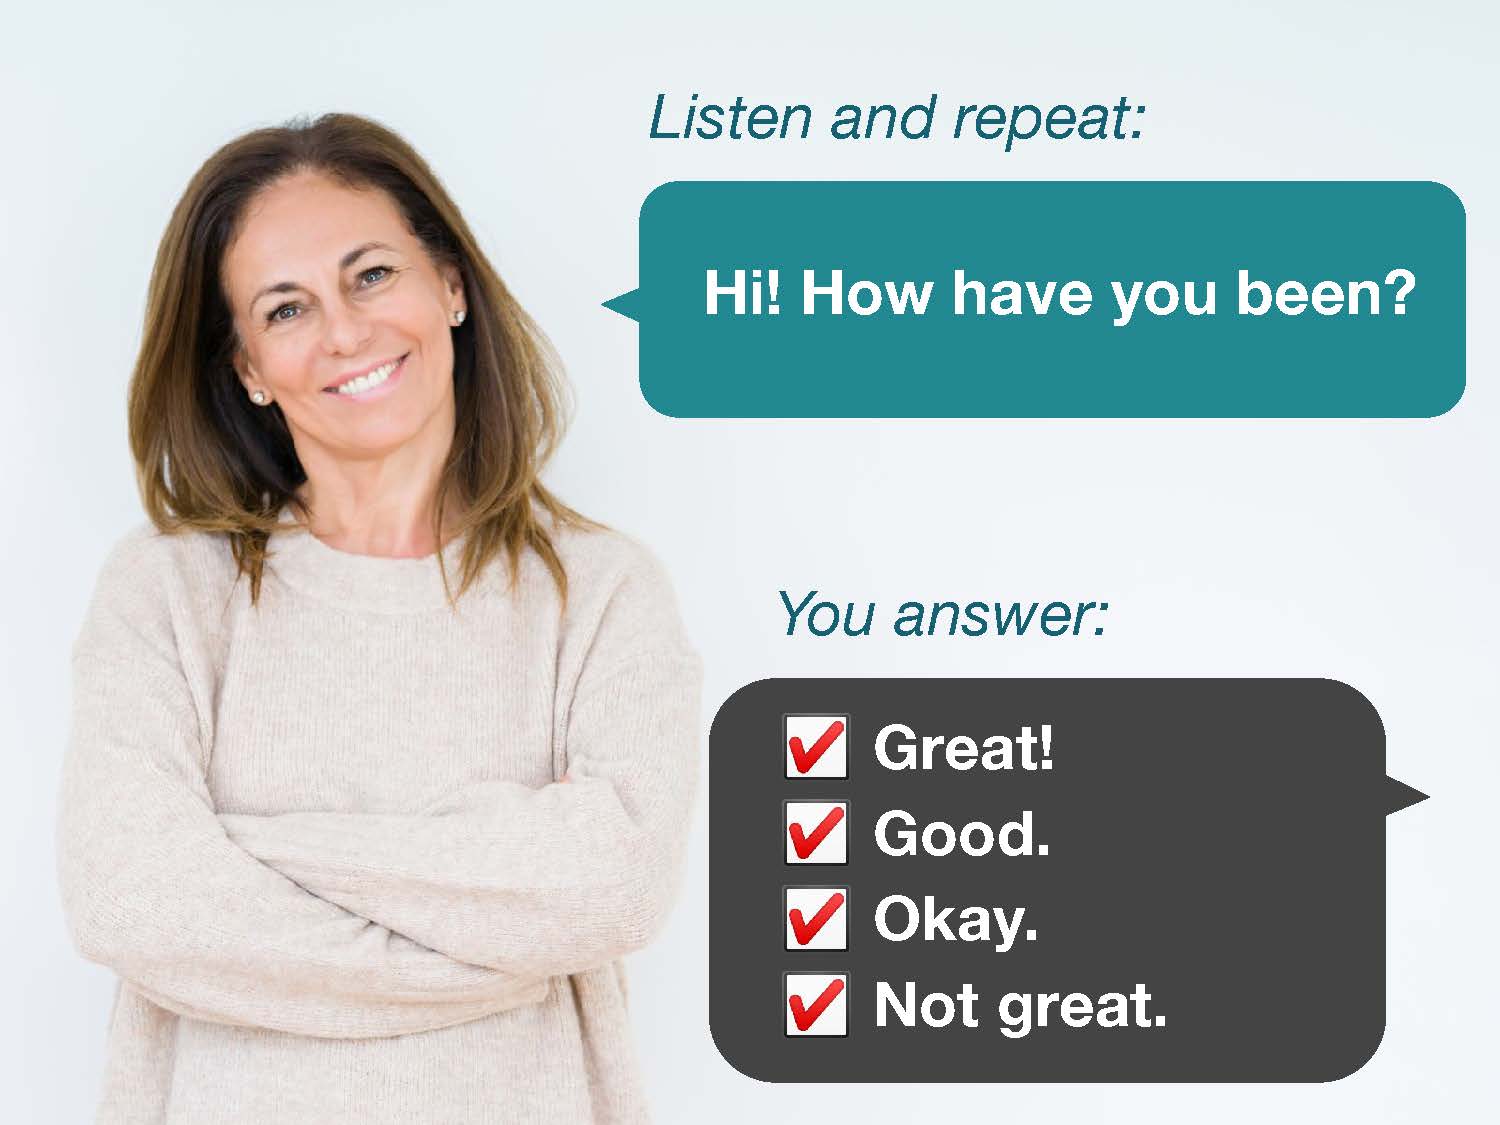 Listen and repeat:
Hi! How have you been?
You answer:
Great!
Good.
Okay.
Not great.